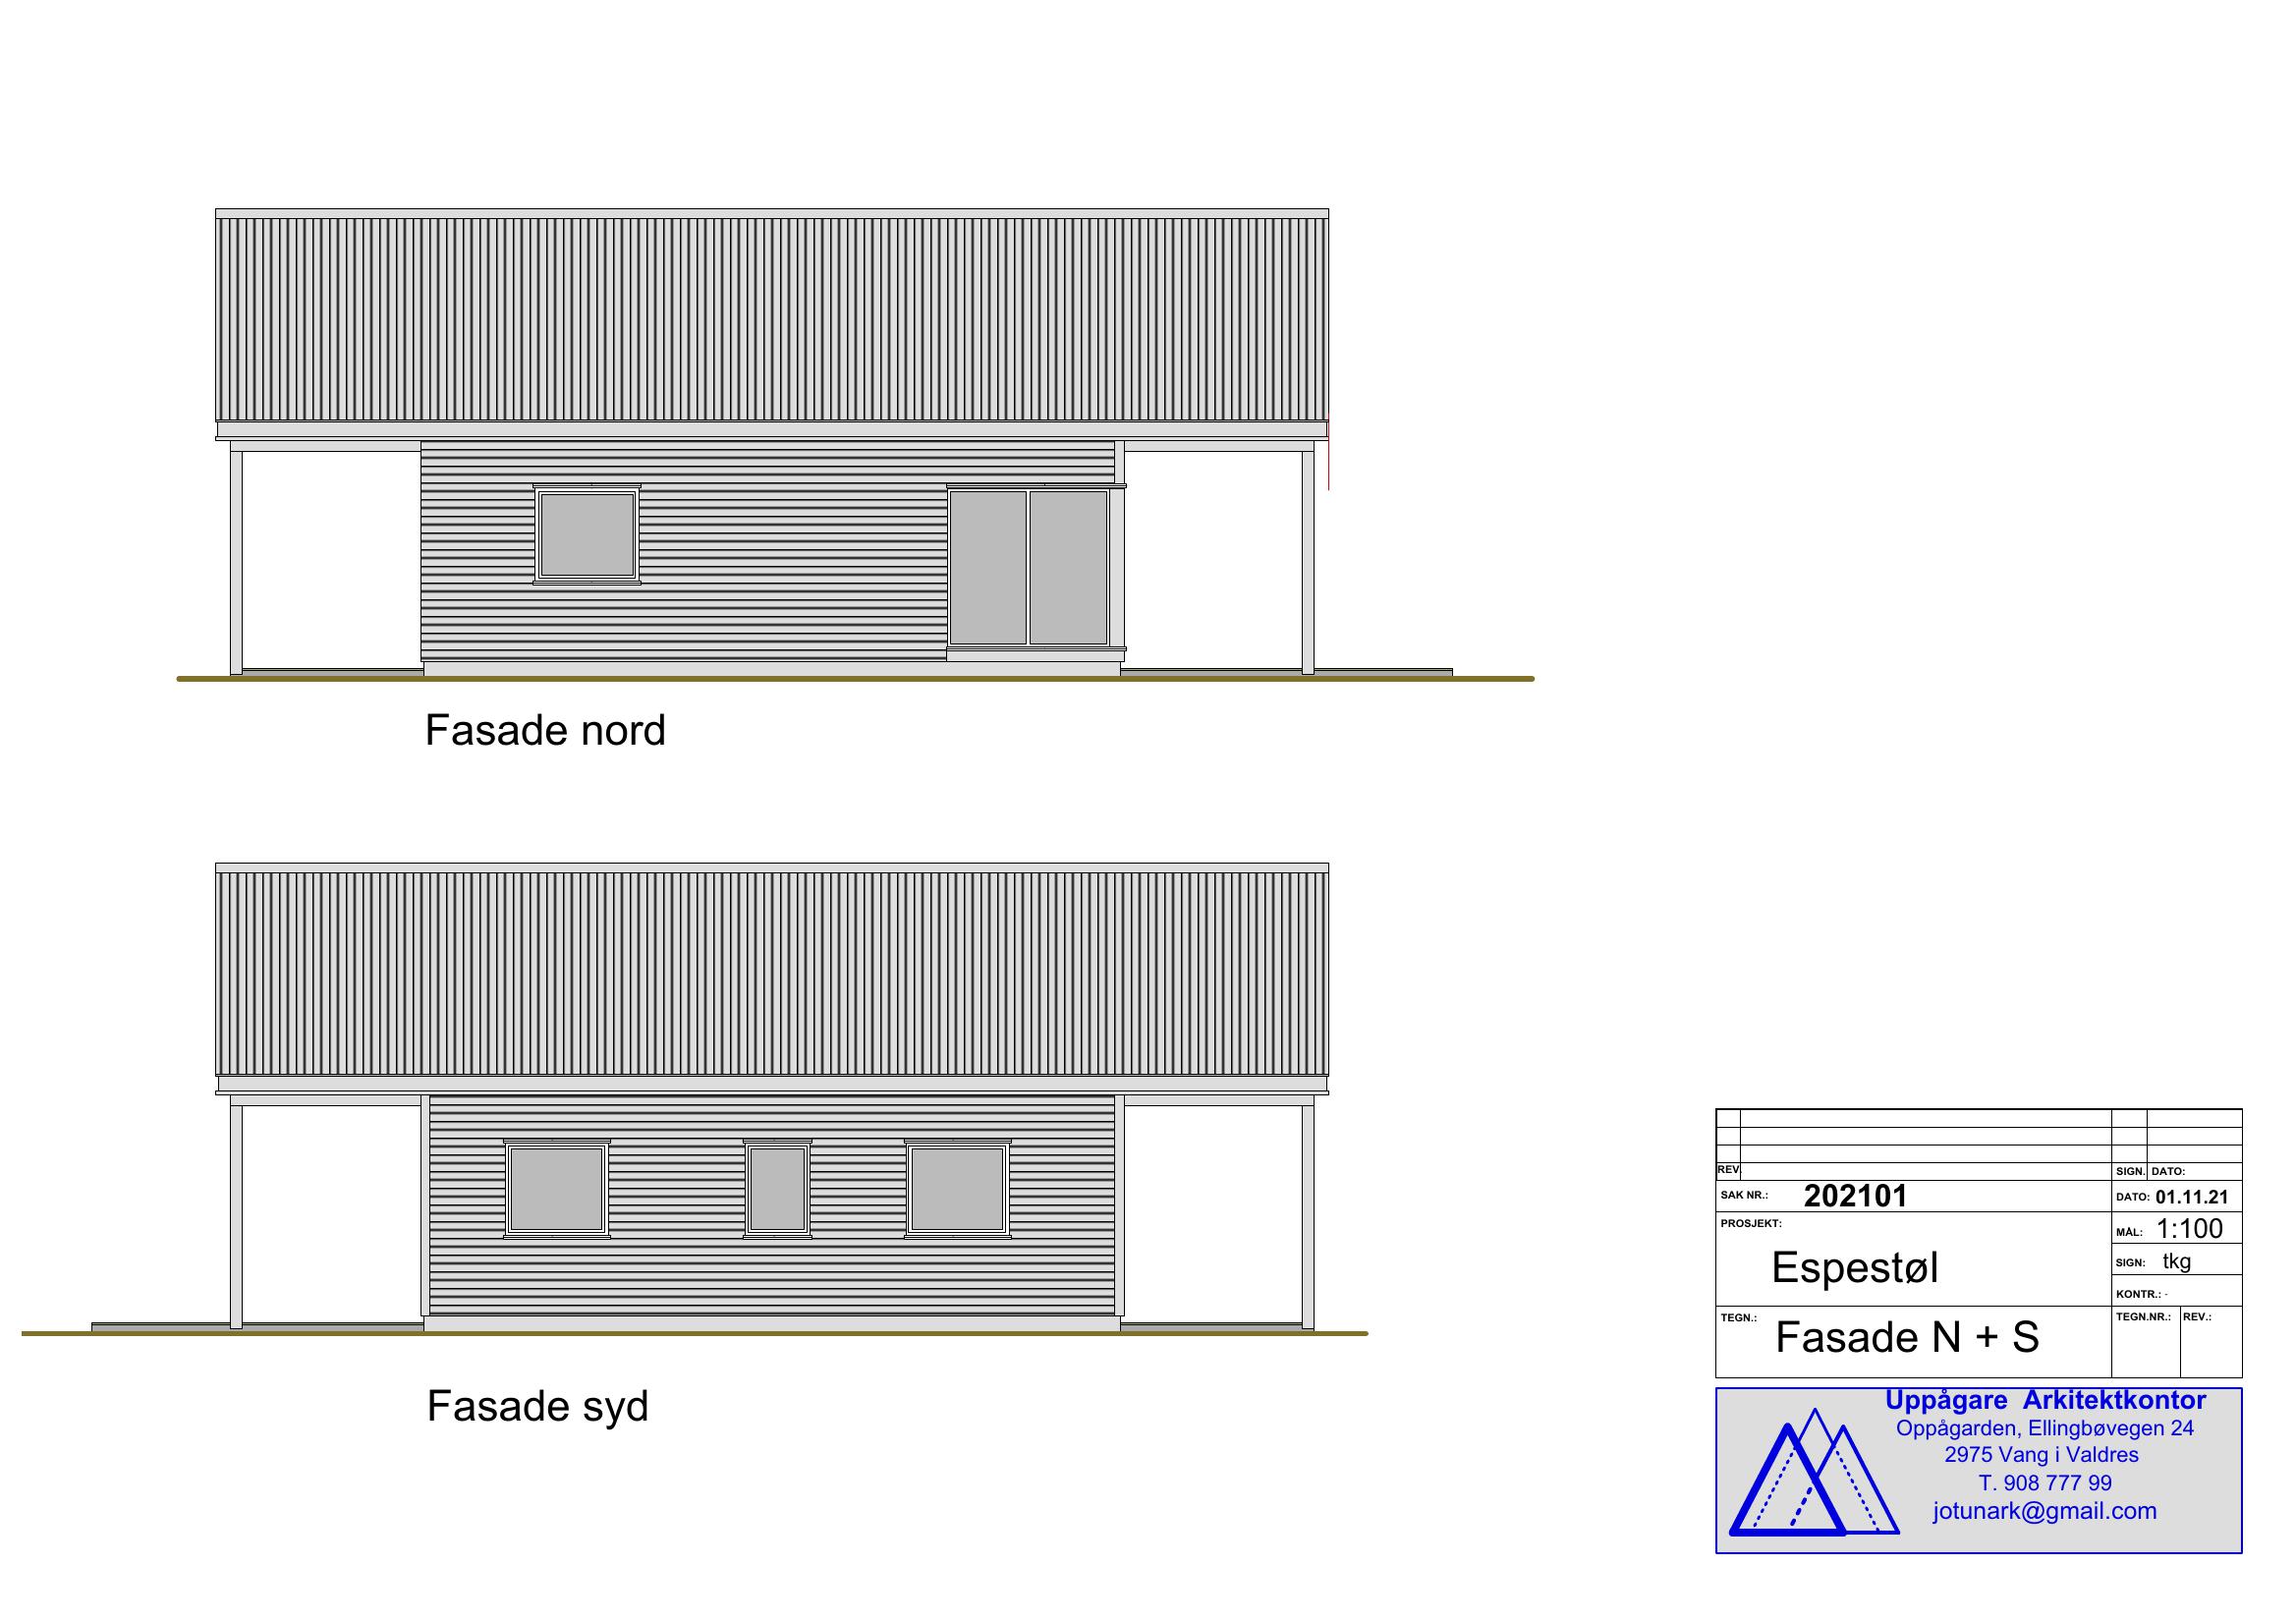 Fasade nord
Fasade syd
REV. SIGN. DATO:
SAK NR.: 202101 DATO: 01.11.21
PROSJEKT: MÅL: 1:100
Espestøl SIGN: tkg
KONTR.: -
TEGN.: Fasade N + S TEGN.NR.: REV.:
Uppågare Arkitektkontor
Oppågarden, Ellingbøvegen 24
2975 Vang i Valdres
T. 908 777 99
jotunark@gmail.com